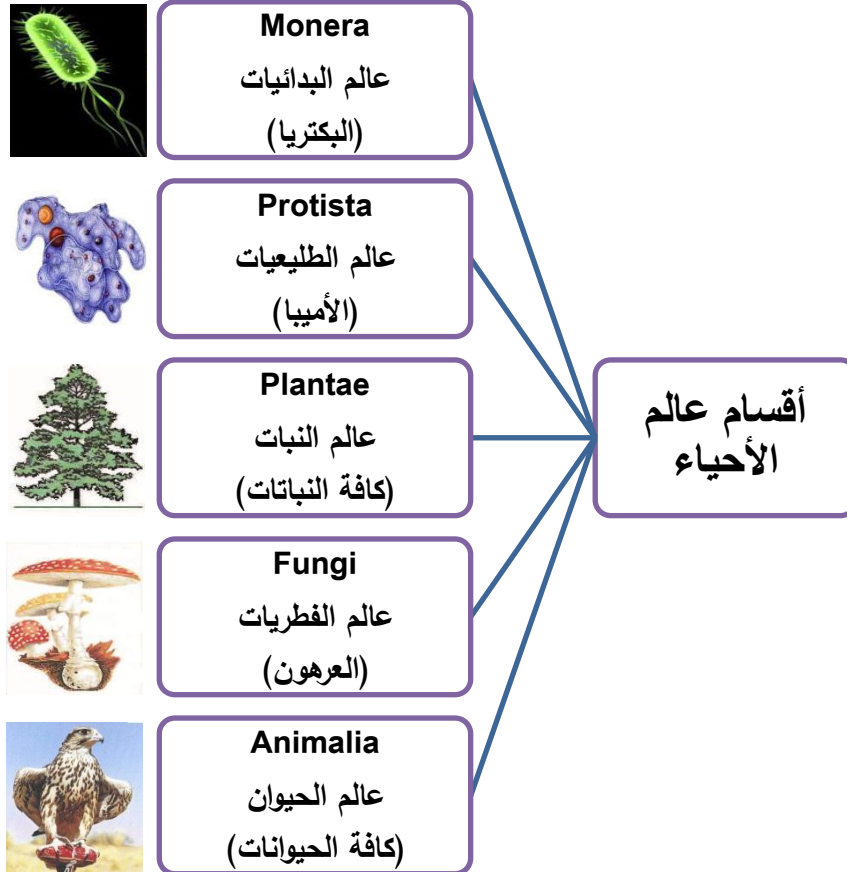 أقسام عالم
الأحياء
Monera
عالم البدائيات
(البكتريا)
Protista
عالم الطليعيات
(الأميبا)
Plantae
عالم النبات
(كافة النباتات)
Fungi
عالم الفطريات
(العرهون)
Animalia
عالم الحيوان
(كافة الحيوانات)